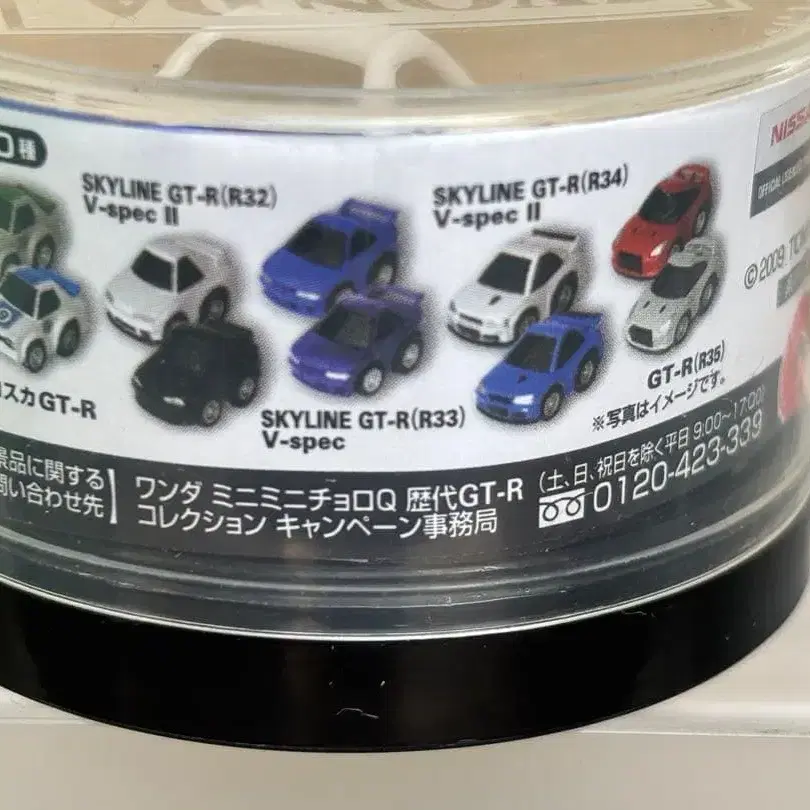 0種
SKYLINE GT-R(R32)
V-spec II
SKYLINE GT-R(R34)
V-spec II
スカGT-R
SKYLINE GT-R(R33)
V-spec
GT-R(R35)
※写真はイメージです。
NISSA
© 2009
景品に関する
問い合わせ先
ワンダ ミニミニチョロQ 歴代GT-R
コレクション キャンペーン事務局
(土、日、祝日を除く平日 9:00~17:00)
0120-423-339